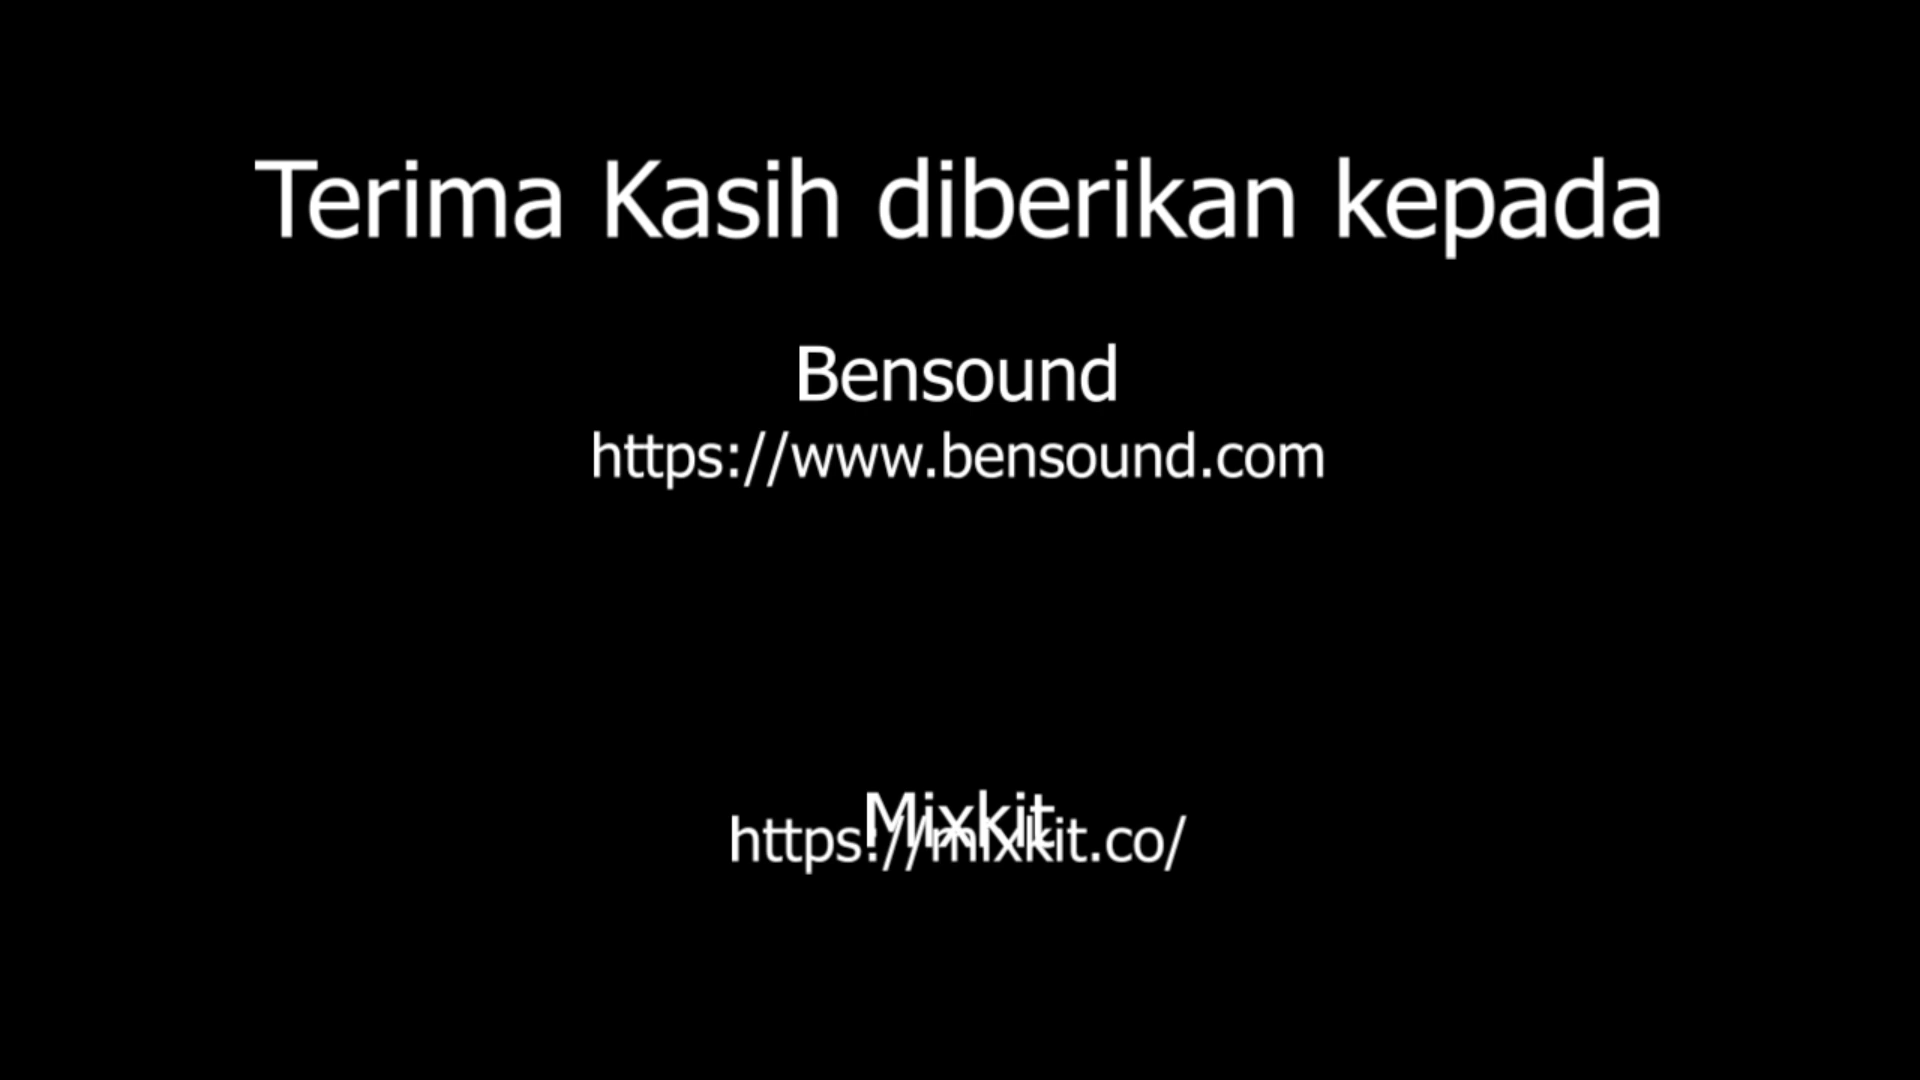 Terima Kasih diberikan kepada
Bensound
https://www.bensound.com
Mixkit
https://mixkit.co/